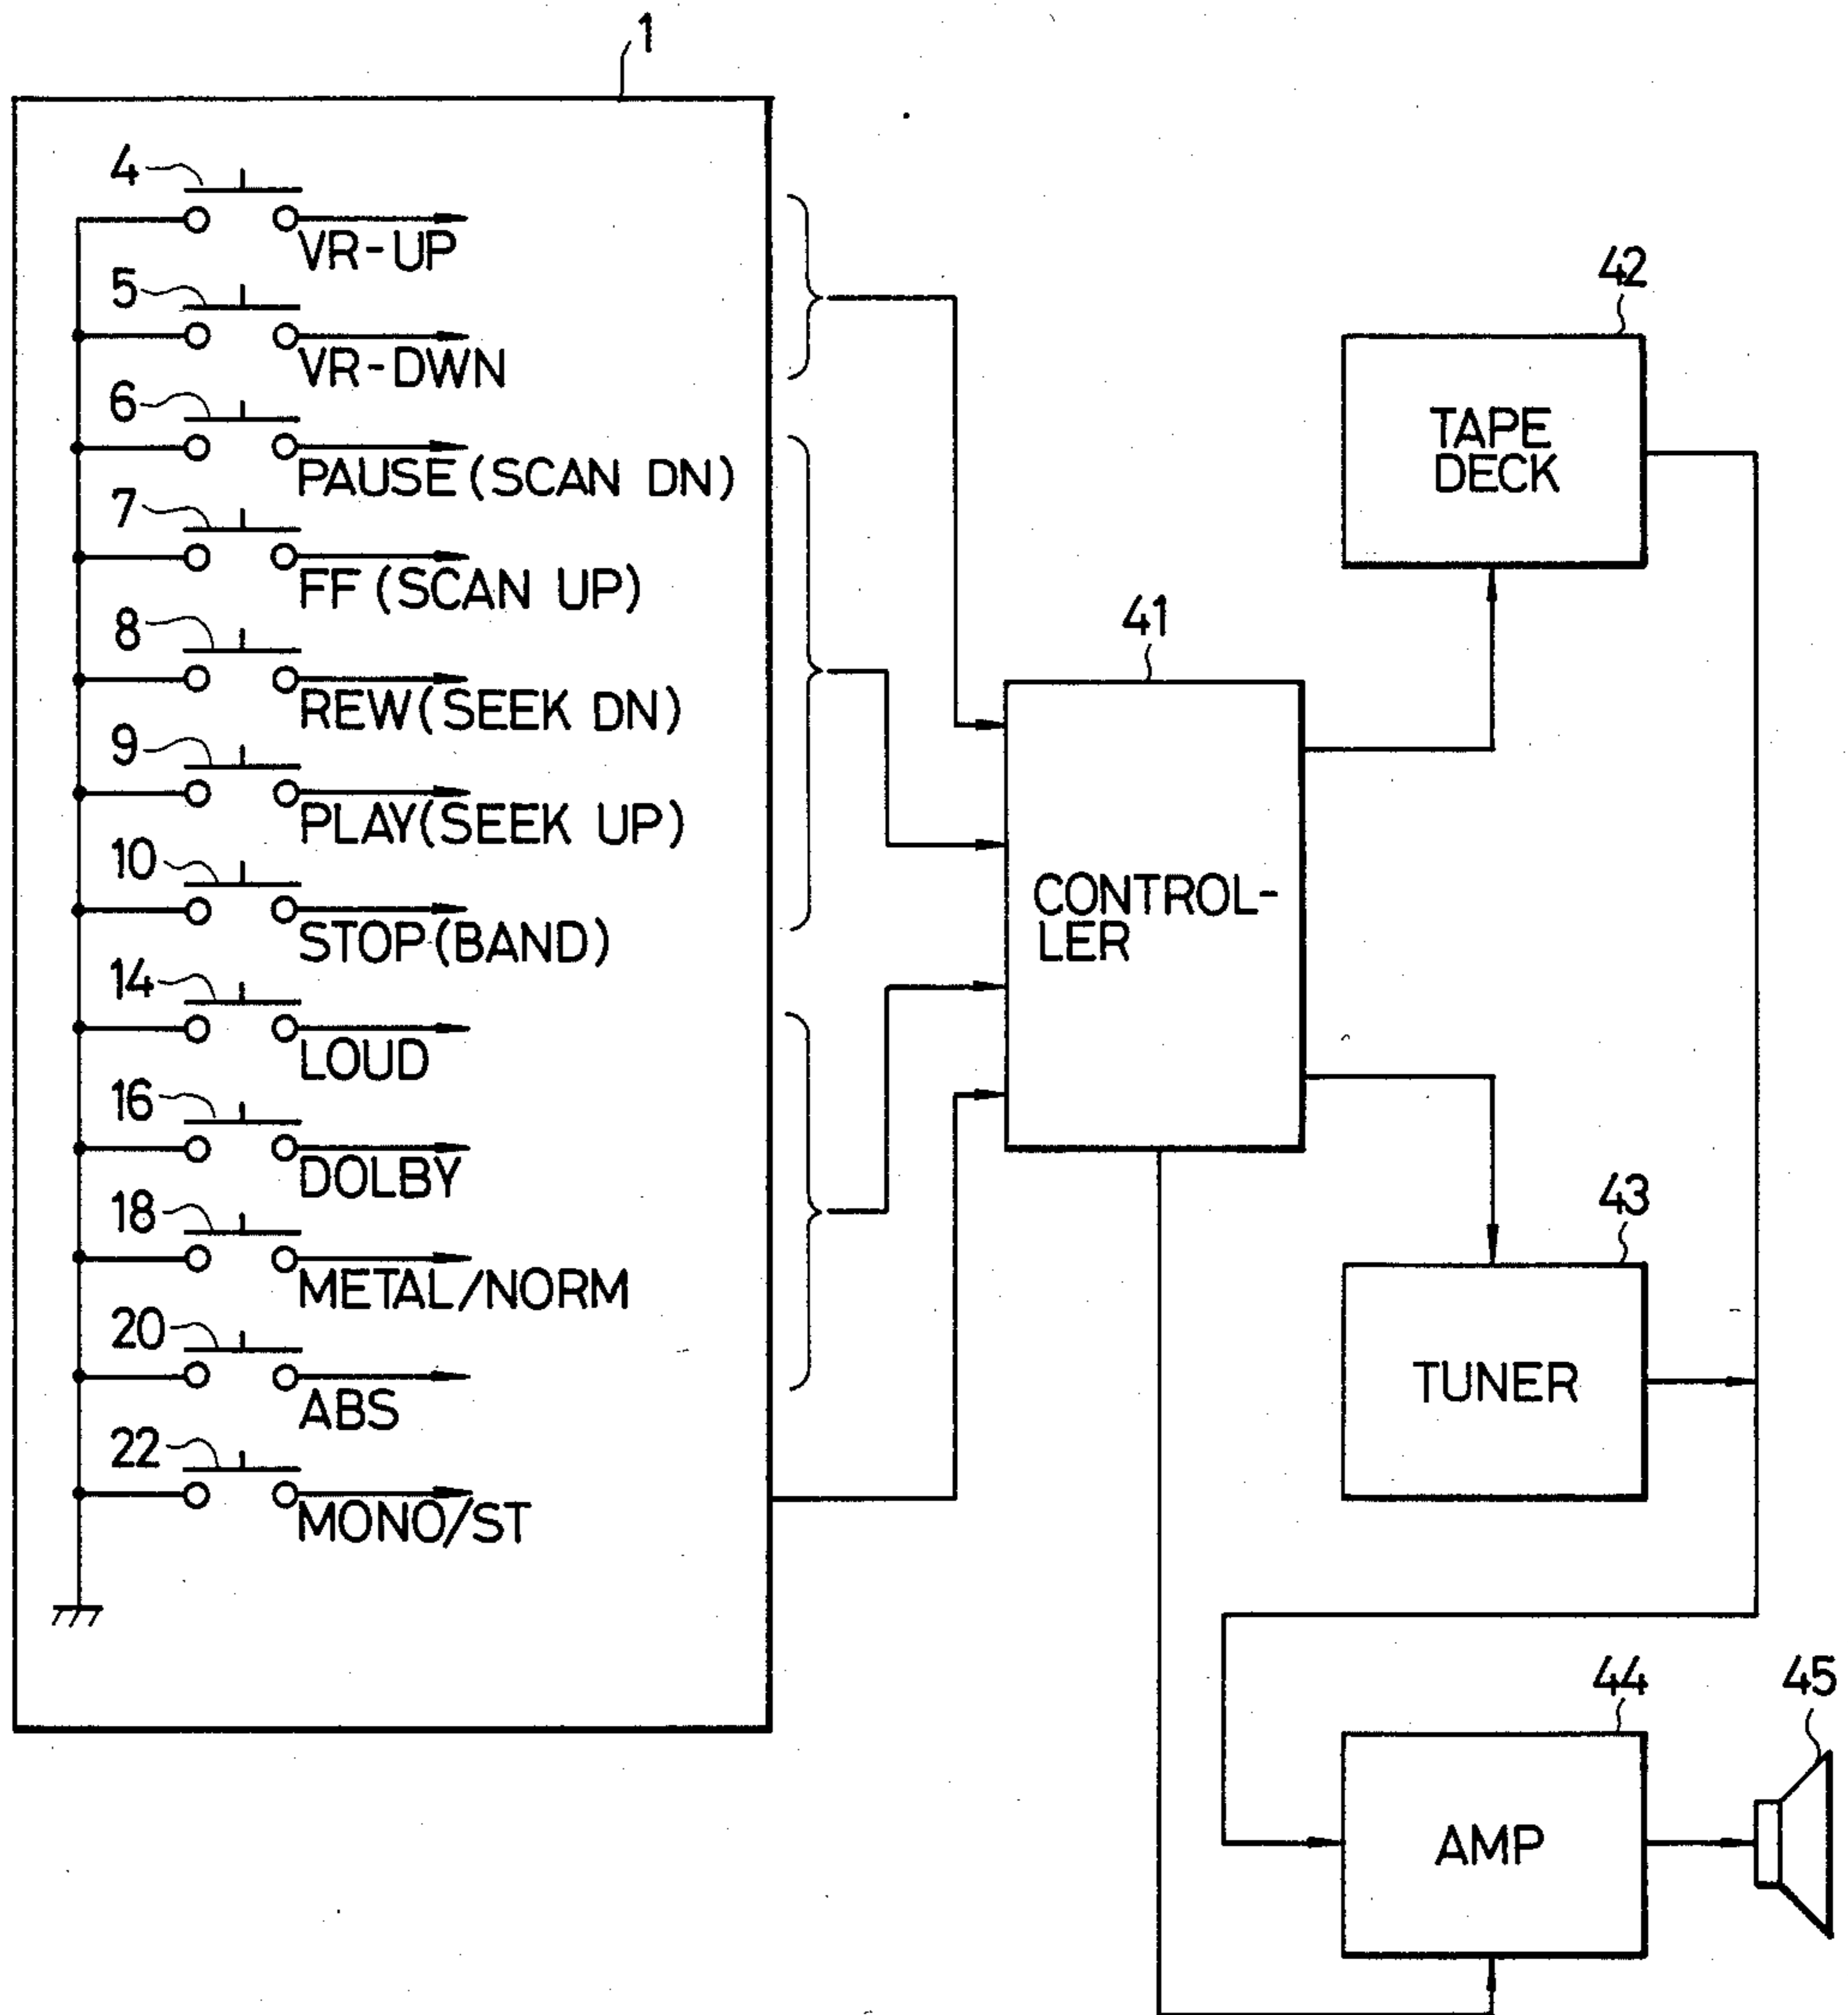 1
4
VR-UP
5
VR-DWN
6
PAUSE (SCAN DN)
7
FF (SCAN UP)
8
REW(SEEK DN)
9
PLAY(SEEK UP)
10
STOP(BAND)
14
LOUD
16
DOLBY
18
METAL/NORM
20
ABS
22
MONO/ST
41
CONTROL-
LER
42
TAPE
DECK
43
TUNER
44
AMP
45